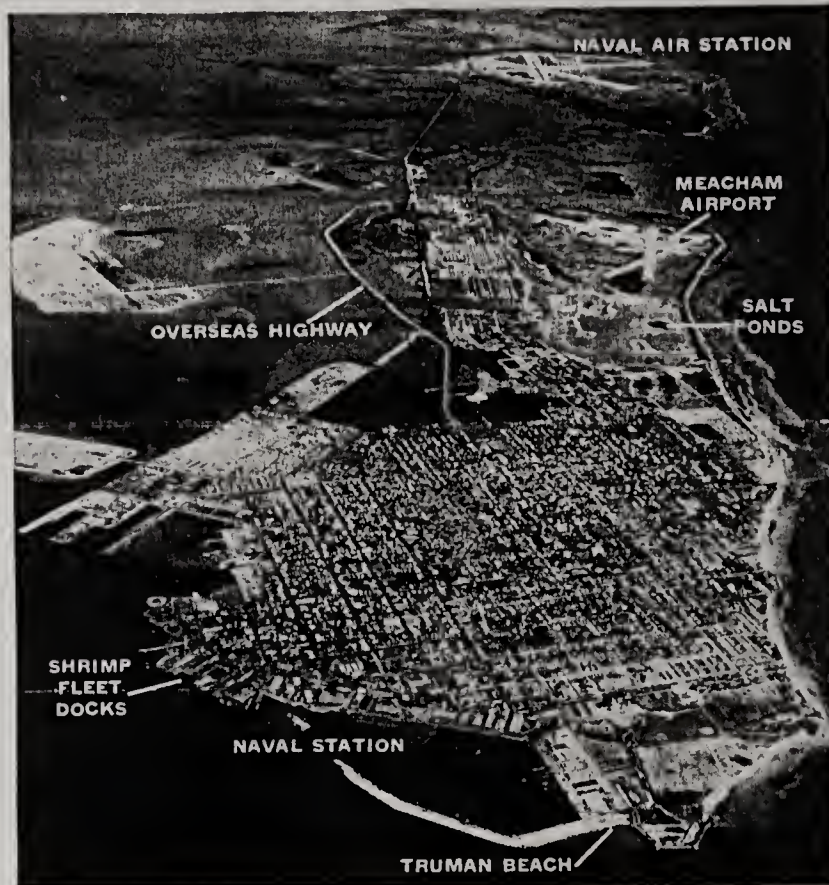 NAVAL AIR STATION
MEACHAM
AIRPORT
OVERSEAS HIGHWAY
SALT
PONDS
SHRIMP
FLEET
DOCKS
NAVAL STATION
TRUMAN BEACH